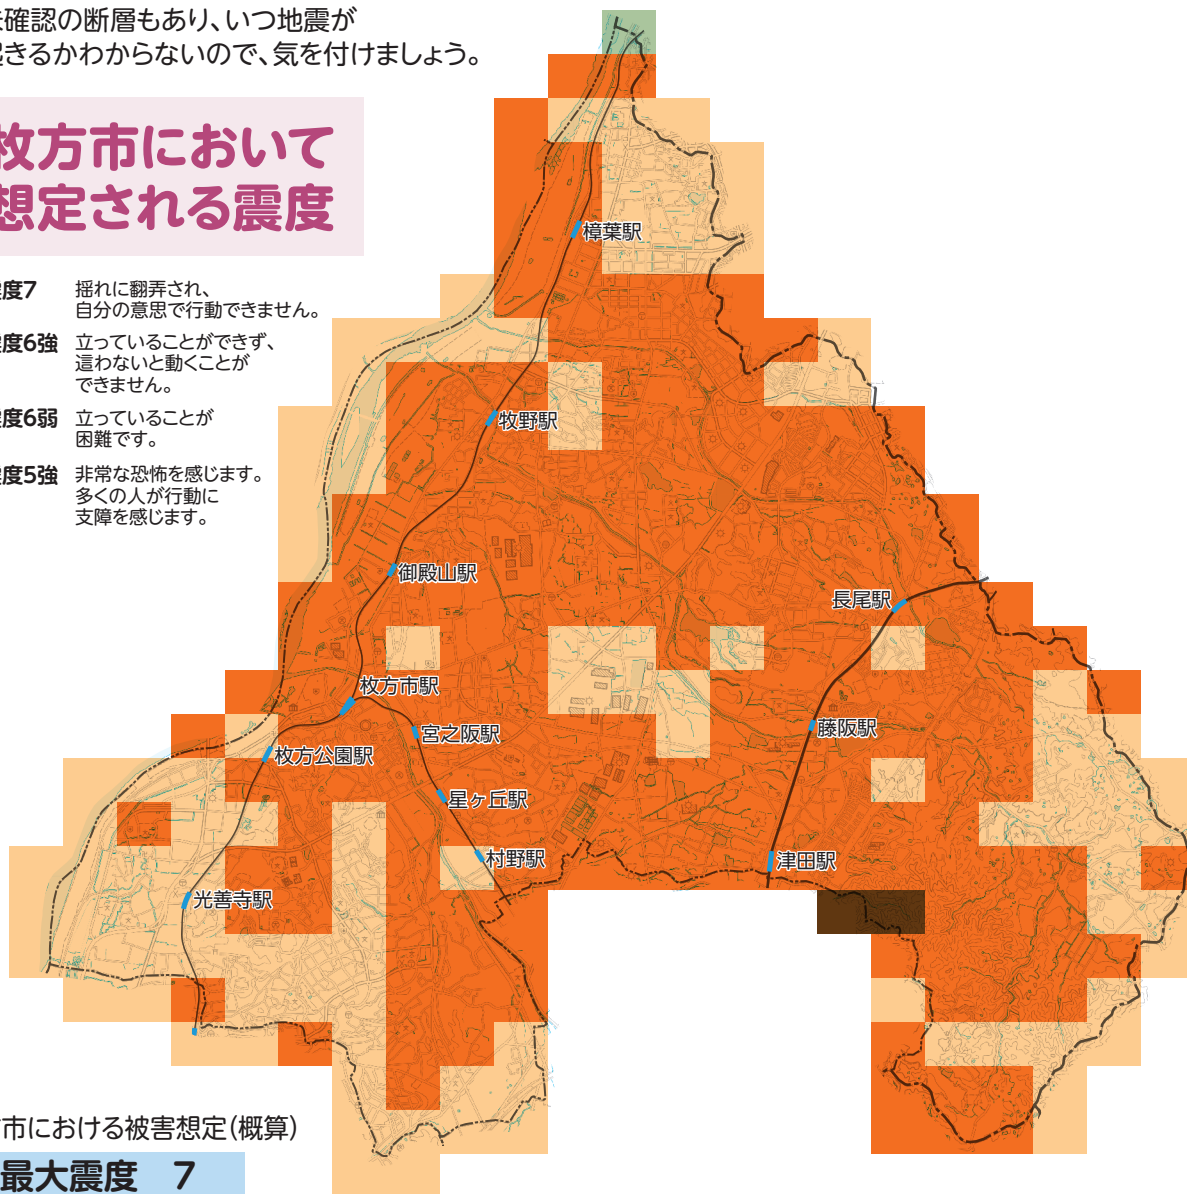 未確認の断層もあり、いつ地震が
起きるかわからないので、気を付けましょう。
枚方市において
想定される震度
震度7 揺れに翻弄され、
自分の意思で行動できません。
震度6強 立っていることができず、
這わないと動くことが
できません。
震度6弱 立っていることが
困難です。
震度5強 非常な恐怖を感じます。
多くの人が行動に
支障を感じます。
樟葉駅
牧野駅
御殿山駅
長尾駅
枚方市駅
藤阪駅
宮之阪駅
枚方公園駅
星ヶ丘駅
村野駅
津田駅
光善寺駅
市における被害想定(概算)
最大震度 7